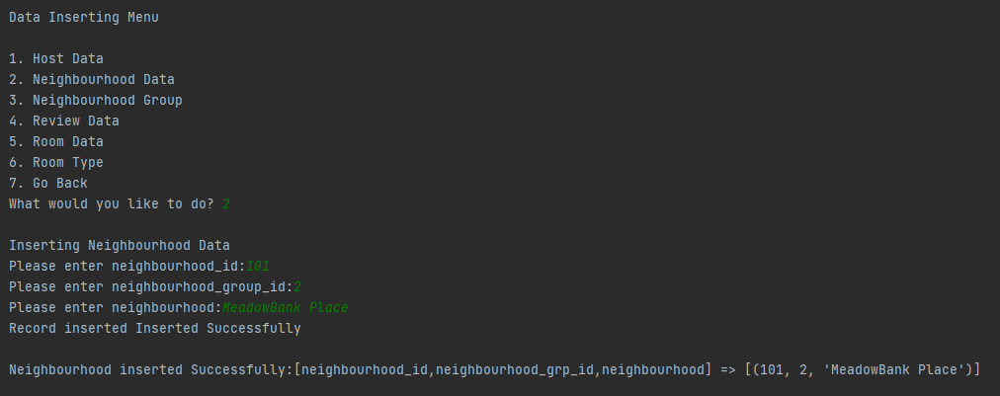 Data Inserting Menu
1. Host Data
2. Neighbourhood Data
3. Neighbourhood Group
4. Review Data
5. Room Data
6. Room Type
7. Go Back
What would you like to do? 2
Inserting Neighbourhood Data
Please enter neighbourhood_id:101
Please enter neighbourhood_group_id:2
Please enter neighbourhood:MeadowBank Place
Record inserted Inserted Successfully
Neighbourhood inserted Successfully:[neighbourhood_id,neighbourhood_grp_id,neighbourhood] => [(101, 2, 'MeadowBank Place')]